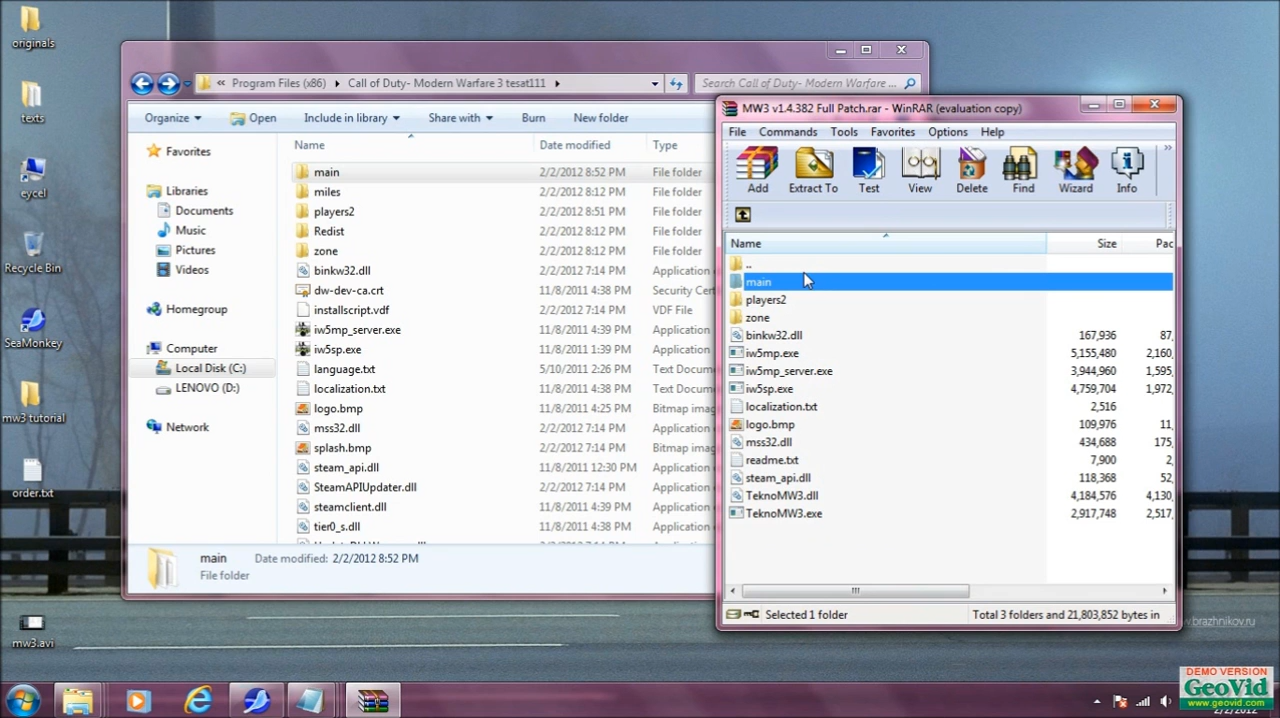 originals
texts
eycel
Recycle Bin
SeaMonkey
mw3 tutorial
order.txt
mw3.avi
« Program Files (x86) Call of Duty- Modern Warfare 3 tesat111
Search Call of Duty- Modern Warfare ...
Organize Open Include in library Share with Burn New folder
Favorites
Libraries
Documents
Music
Pictures
Videos
Homegroup
Computer
Local Disk (C:)
LENOVO (D:)
Network
Name Date modified Type
main 2/2/2012 8:52 PM File folder
miles 2/2/2012 8:12 PM File folder
players2 2/2/2012 8:51 PM File folder
Redist 2/2/2012 8:12 PM File folder
zone 2/2/2012 8:12 PM File folder
binkw32.dll 2/2/2012 7:14 PM Application
dw-dev-ca.crt 11/8/2011 4:38 PM Security Cert
installscript.vdf 2/2/2012 7:14 PM VDF File
iw5mp_server.exe 11/8/2011 4:39 PM Application
iw5sp.exe 11/8/2011 4:39 PM Application
language.txt 5/10/2011 2:26 PM Text Docume
localization.txt 11/8/2011 4:38 PM Text Docume
logo.bmp 11/8/2011 4:25 PM Bitmap imag
mss32.dll 2/2/2012 7:14 PM Application
splash.bmp 2/2/2012 7:14 PM Bitmap imag
steam_api.dll 11/8/2011 12:30 PM Application
SteamAPIUpdater.dll 2/2/2012 7:14 PM Application
steamclient.dll 11/8/2011 4:38 PM Application
tier0_s.dll 11/8/2011 4:38 PM Application
main Date modified: 2/2/2012 8:52 PM
File folder
MW3 v1.4.382 Full Patch.rar - WinRAR (evaluation copy)
File Commands Tools Favorites Options Help
Add Extract To Test View Delete Find Wizard Info
Name Size Pac
..
main
players2
zone
binkw32.dll 167,936 87,
iw5mp.exe 5,155,480 2,160,
iw5mp_server.exe 3,944,960 1,595,
iw5sp.exe 4,759,704 1,972,
localization.txt 2,516
logo.bmp 109,976 11,
mss32.dll 434,688 175,
readme.txt 7,900 2,
steam_api.dll 118,368 52,
TeknoMW3.dll 4,184,576 4,130,
TeknoMW3.exe 2,917,748 2,517,
Selected 1 folder Total 3 folders and 21,803,852 bytes in
w.brazhnikov.ru
DEMO VERSION
GeoVid
www.geovid.com
2/2/2012